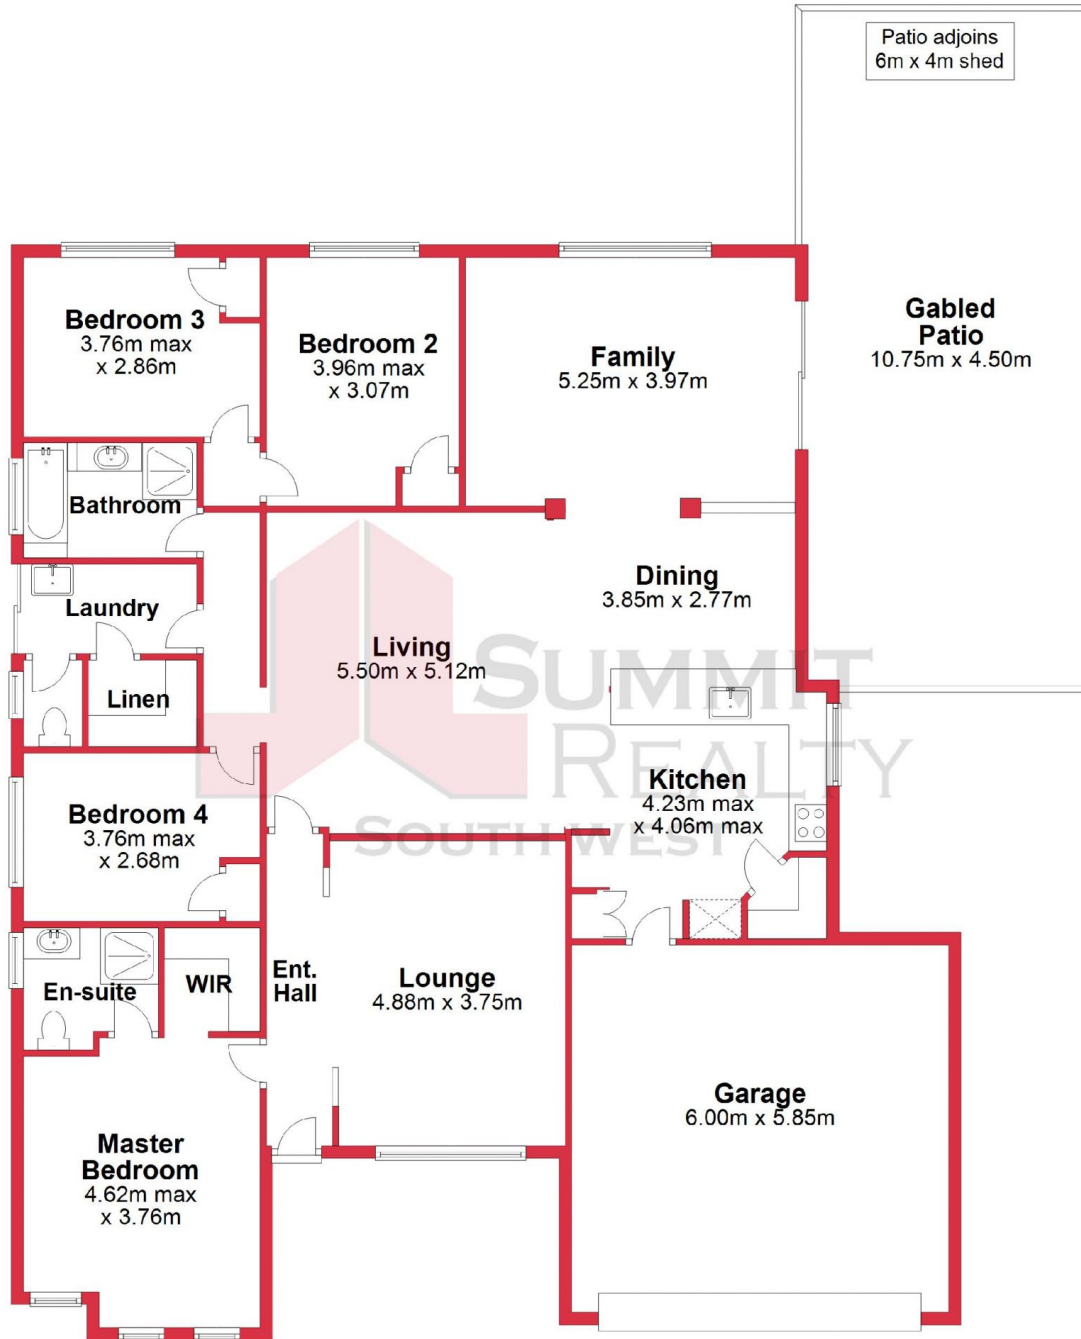 Patio adjoins
6m x 4m shed
Gabled
Patio
10.75m x 4.50m
Bedroom 3
3.76m max
x 2.86m
Bedroom 2
3.96m max
x 3.07m
Family
5.25m x 3.97m
Bathroom
Dining
3.85m x 2.77m
Laundry
Living
5.50m x 5.12m
Linen
SUMMIT
REALTY
SOUTHWEST
Kitchen
4.23m max
x 4.06m max
Bedroom 4
3.76m max
x 2.68m
En-suite
WIR
Ent.
Hall
Lounge
4.88m x 3.75m
Garage
6.00m x 5.85m
Master
Bedroom
4.62m max
x 3.76m